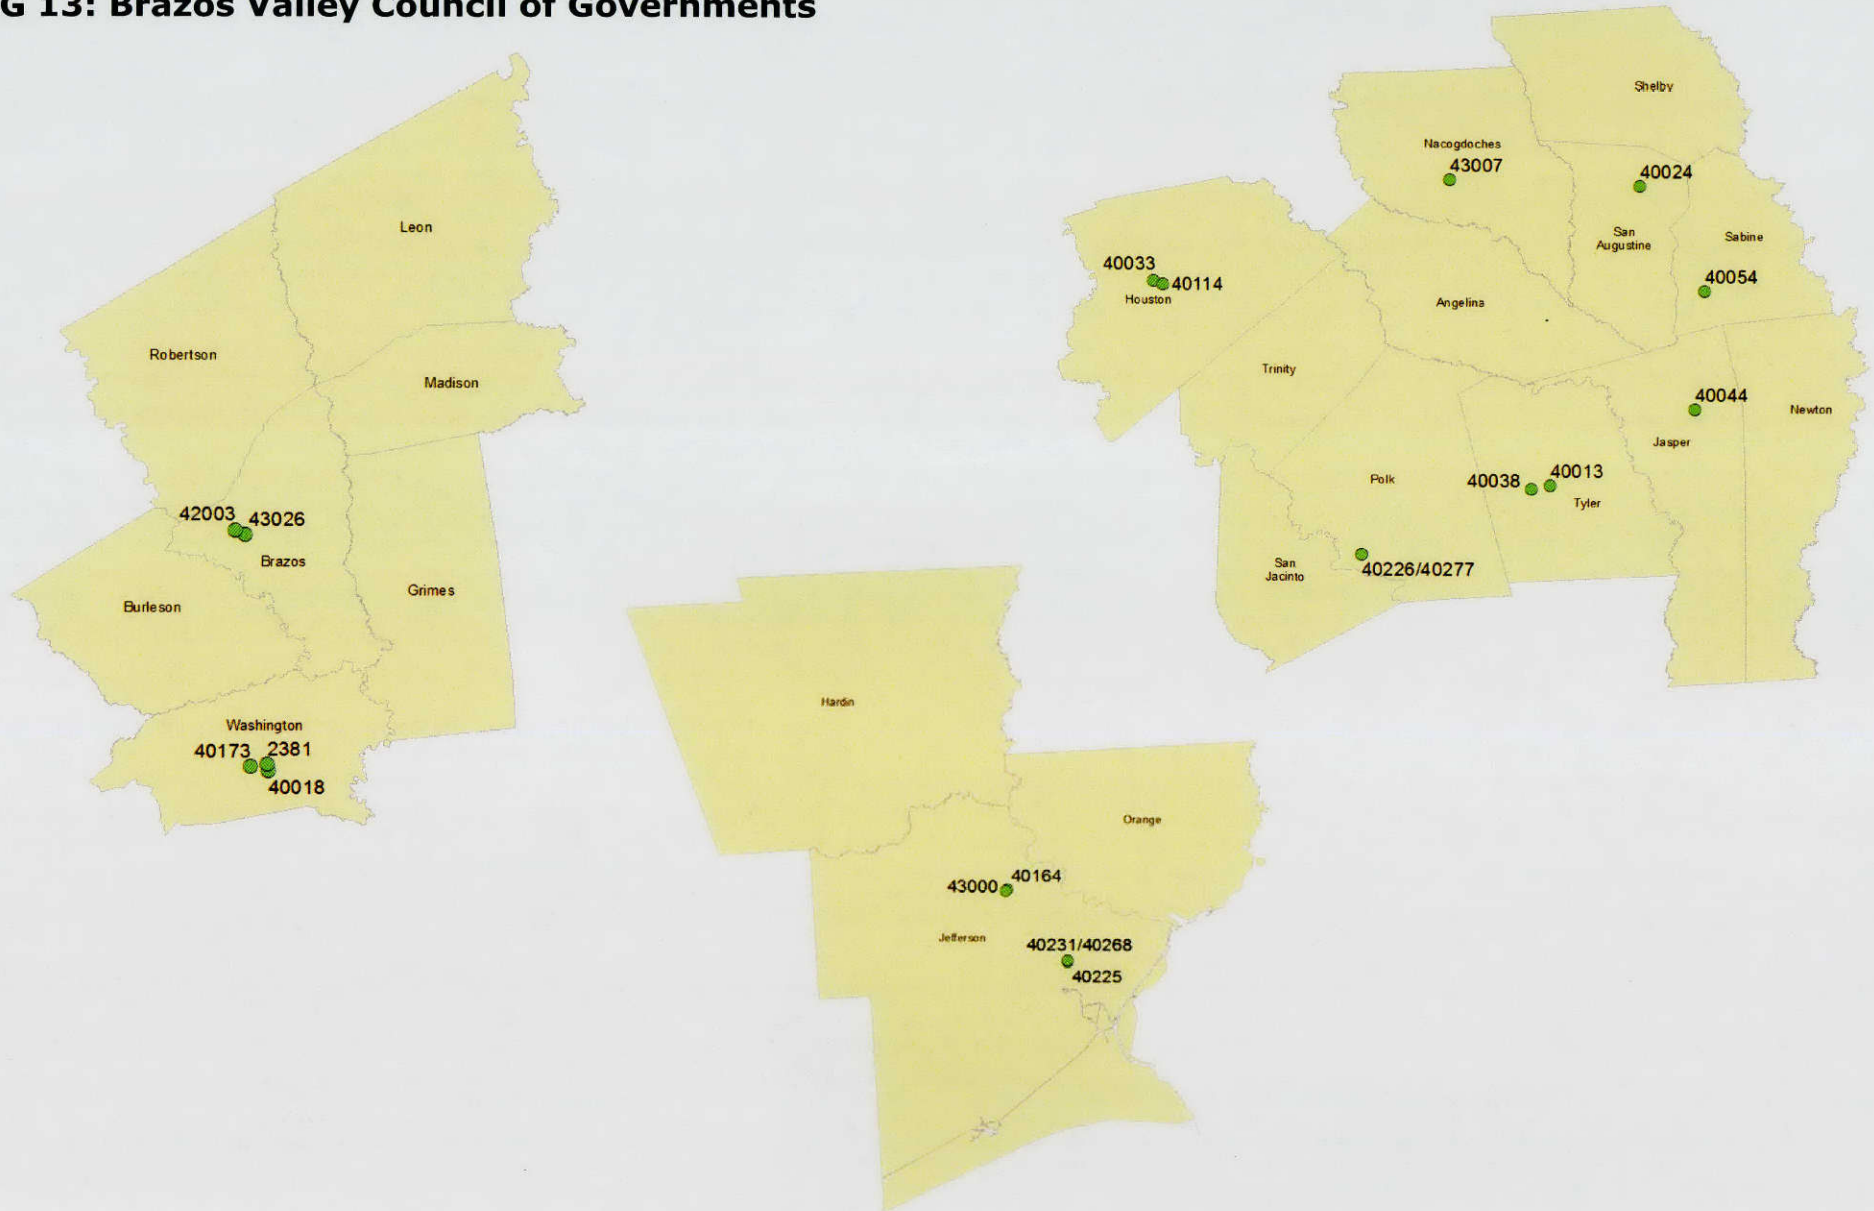 G 13: Brazos Valley Council of Governments
Leon
Robertson
Madison
42003
43026
Brazos
Grimes
Burleson
Washington
40173
2381
40018
Shelby
Nacogdoches
43007
40024
San
Augustine
Sabine
40054
40033
40114
Houston
Angelina
Trinity
40044
Newton
Jasper
Polk
40038
40013
Tyler
San
Jacinto
40226/40277
Hardin
Orange
43000
40164
Jefferson
40231/40268
40225